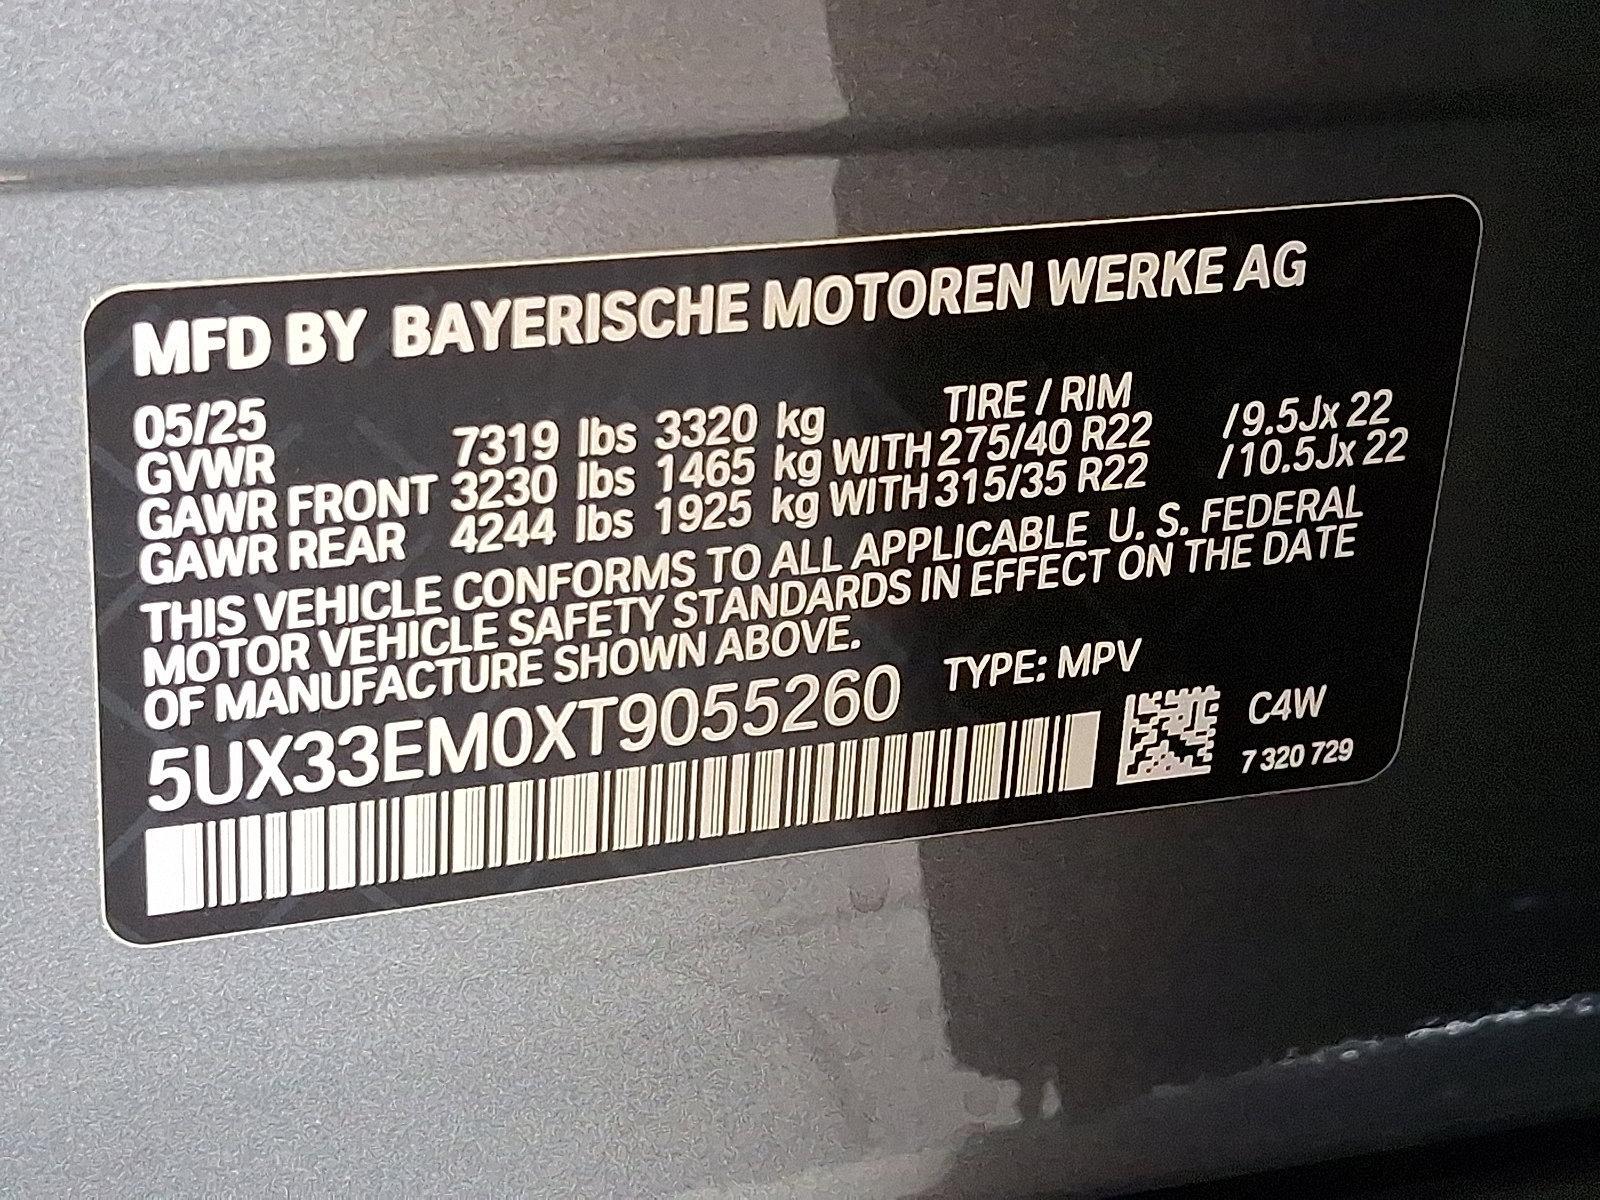 MFD BY BAYERISCHE MOTOREN WERKE AG
05/25 TIRE / RIM
GVWR 7319 lbs 3320 kg
GAWR FRONT 3230 lbs 1465 kg WITH 275/40 R22 /9.5Jx 22
GAWR REAR 4244 lbs 1925 kg WITH 315/35 R22 /10.5Jx 22
THIS VEHICLE CONFORMS TO ALL APPLICABLE U. S. FEDERAL
MOTOR VEHICLE SAFETY STANDARDS IN EFFECT ON THE DATE
OF MANUFACTURE SHOWN ABOVE.
5UX33EM0XT9055260 TYPE: MPV
C4W
7 320 729